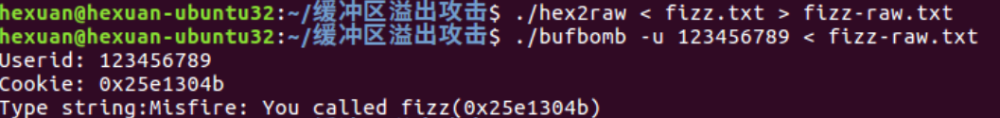 hexuan@hexuan-ubuntu32:~/缓冲区溢出攻击$ ./hex2raw < fizz.txt > fizz-raw.txt
hexuan@hexuan-ubuntu32:~/缓冲区溢出攻击$ ./bufbomb -u 123456789 < fizz-raw.txt
Userid: 123456789
Cookie: 0x25e1304b
Type string:Misfire: You called fizz(0x25e1304b)